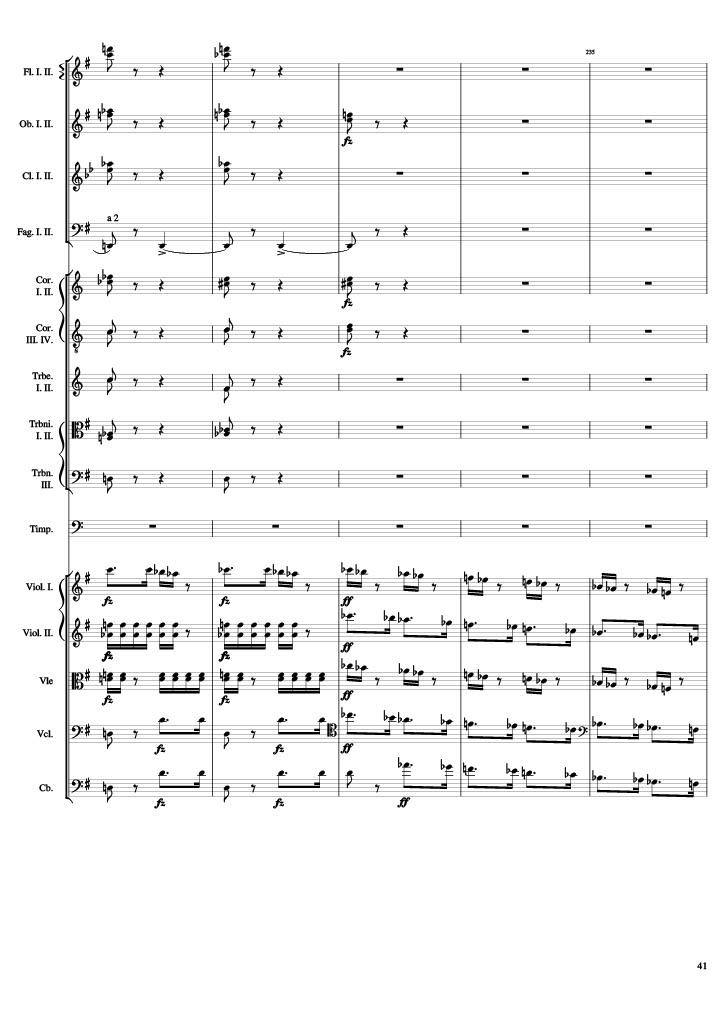 235
Fl. I. II.
Ob. I. II.
fz
Cl. I. II.
a 2
Fag. I. II.
Cor.
I. II.
fz
Cor.
III. IV.
fz
8
Trbe.
I. II.
Trbni.
I. II.
Trbn.
III.
Timp.
Viol. I.
fz fz ff
Viol. II.
fz fz ff
Vle
fz fz ff
Vcl.
fz fz ff
Cb.
fz fz ff
41